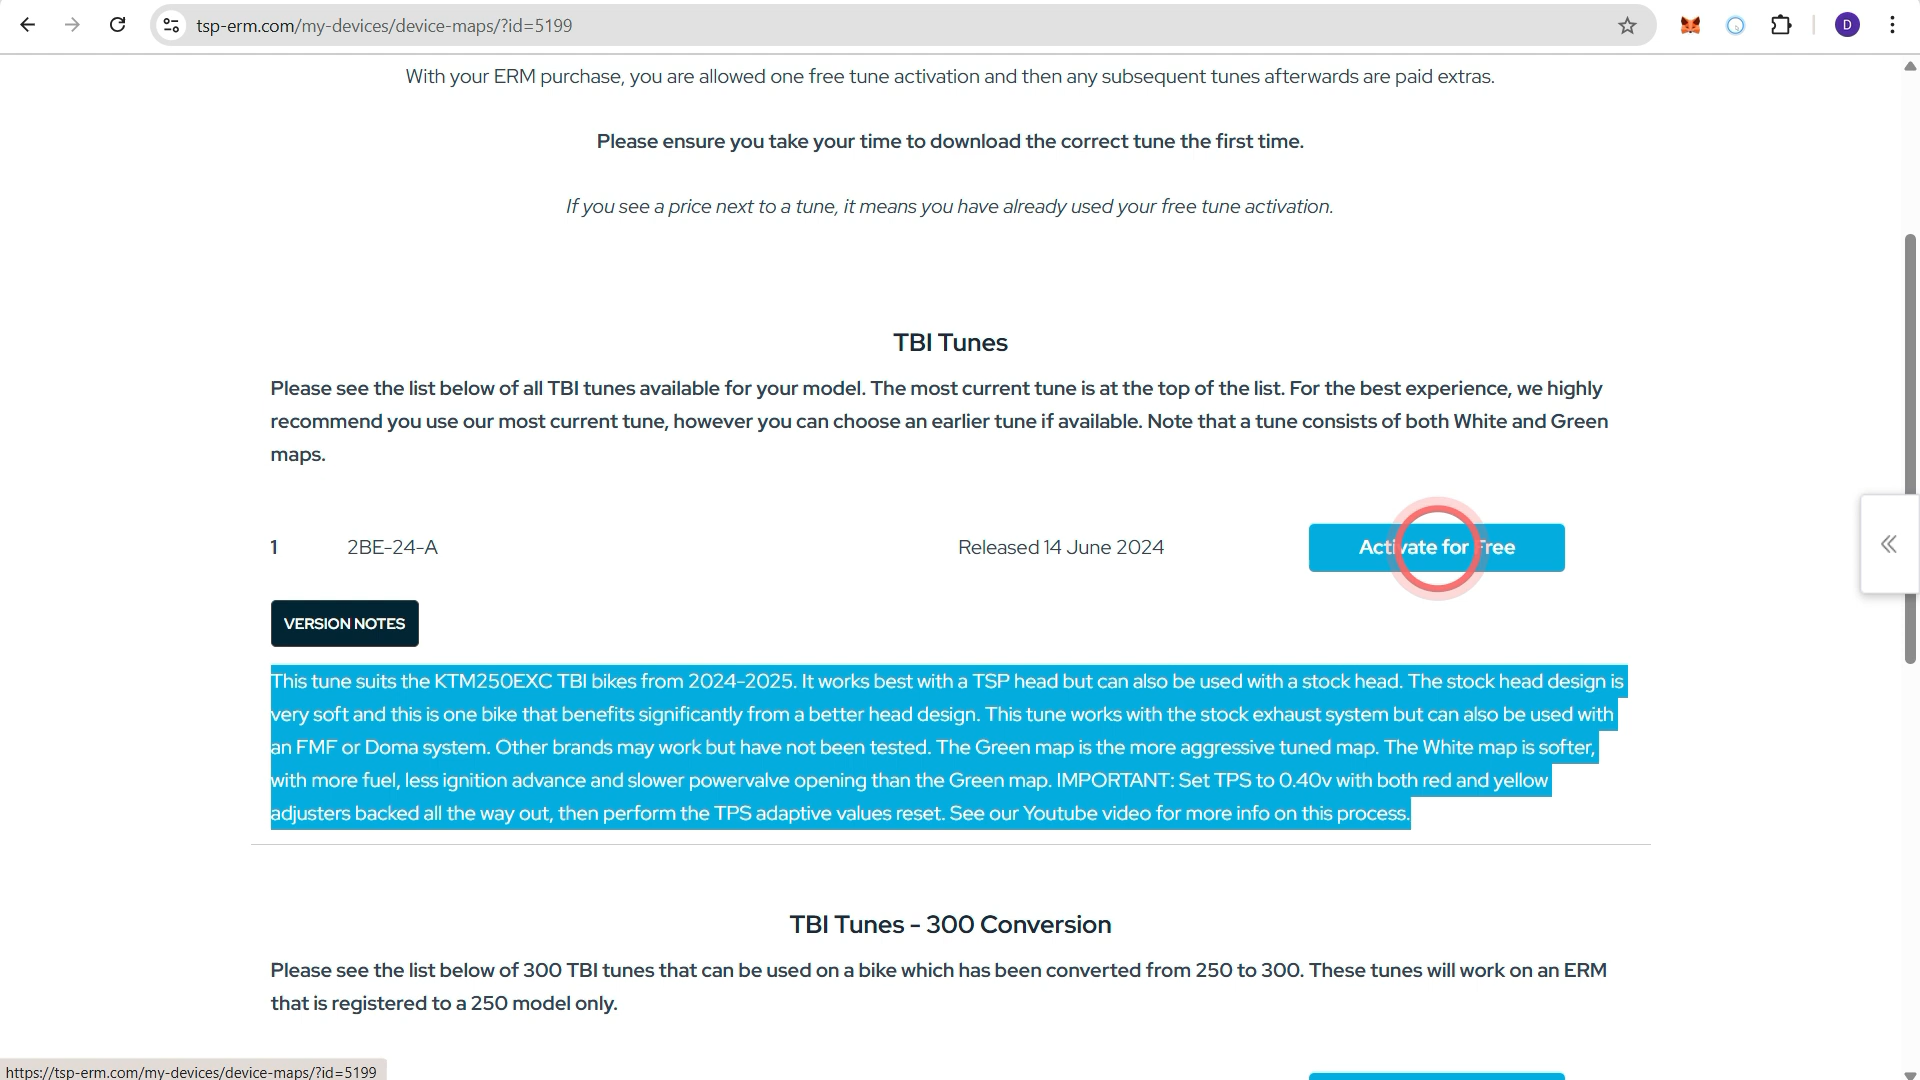 tsp-erm.com/my-devices/device-maps/?id=5199
D
With your ERM purchase, you are allowed one free tune activation and then any subsequent tunes afterwards are paid extras.
Please ensure you take your time to download the correct tune the first time.
If you see a price next to a tune, it means you have already used your free tune activation.
TBI Tunes
Please see the list below of all TBI tunes available for your model. The most current tune is at the top of the list. For the best experience, we highly
recommend you use our most current tune, however you can choose an earlier tune if available. Note that a tune consists of both White and Green
maps.
1 2BE-24-A Released 14 June 2024 Activate for Free
VERSION NOTES
This tune suits the KTM250EXC TBI bikes from 2024-2025. It works best with a TSP head but can also be used with a stock head. The stock head design is
very soft and this is one bike that benefits significantly from a better head design. This tune works with the stock exhaust system but can also be used with
an FMF or Doma system. Other brands may work but have not been tested. The Green map is the more aggressive tuned map. The White map is softer,
with more fuel, less ignition advance and slower powervalve opening than the Green map. IMPORTANT: Set TPS to 0.40v with both red and yellow
adjusters backed all the way out, then perform the TPS adaptive values reset. See our Youtube video for more info on this process.
TBI Tunes - 300 Conversion
Please see the list below of 300 TBI tunes that can be used on a bike which has been converted from 250 to 300. These tunes will work on an ERM
that is registered to a 250 model only.
https://tsp-erm.com/my-devices/device-maps/?id=5199